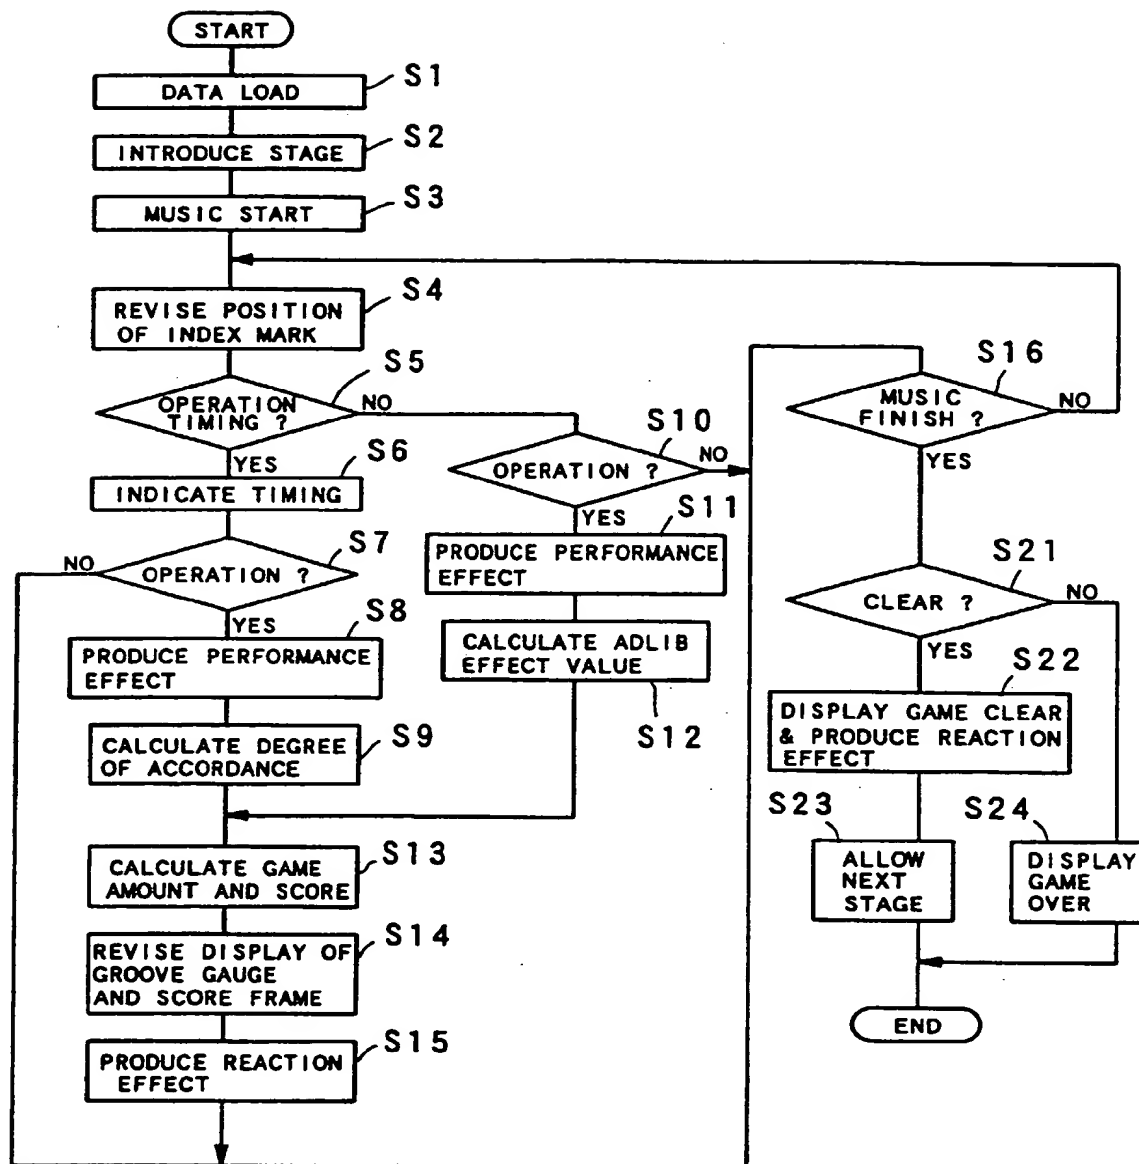 START
S1
DATA LOAD
S2
INTRODUCE STAGE
S3
MUSIC START
S4
REVISE POSITION
OF INDEX MARK
S5
OPERATION
TIMING ?
NO
YES
S6
INDICATE TIMING
S7
NO
OPERATION ?
YES
S8
PRODUCE PERFORMANCE
EFFECT
S9
CALCULATE DEGREE
OF ACCORDANCE
S10
OPERATION ?
NO
YES
S11
PRODUCE PERFORMANCE
EFFECT
CALCULATE ADLIB
EFFECT VALUE
S12
S13
CALCULATE GAME
AMOUNT AND SCORE
S14
REVISE DISPLAY OF
GROOVE GAUGE
AND SCORE FRAME
S15
PRODUCE REACTION
EFFECT
S16
MUSIC
FINISH ?
NO
YES
S21
CLEAR ?
NO
YES
S22
DISPLAY GAME CLEAR
& PRODUCE REACTION
EFFECT
S23
ALLOW
NEXT
STAGE
S24
DISPLAY
GAME
OVER
END